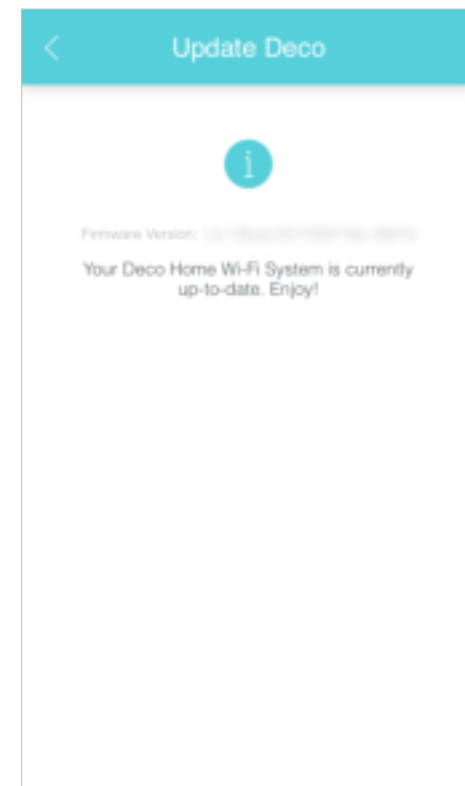 Update Deco
i
Firmware Version:
Your Deco Home Wi-Fi System is currently
up-to-date. Enjoy!